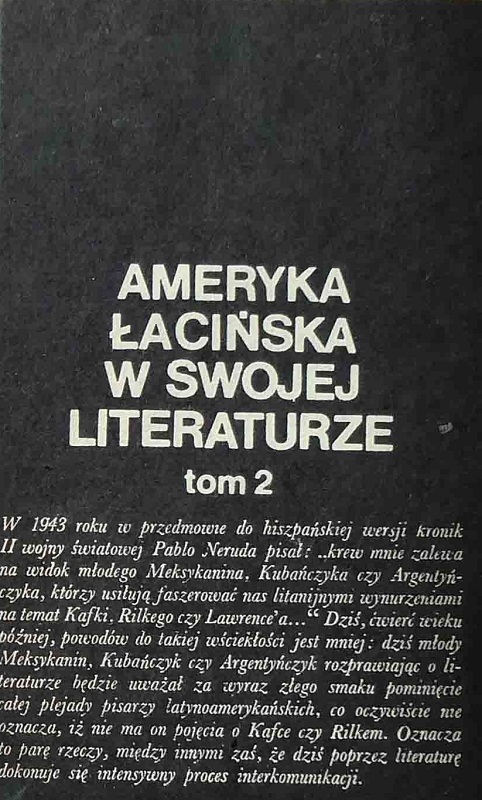 AMERYKA
ŁACIŃSKA
W SWOJEJ
LITERATURZE
tom 2
W 1943 roku w przedmowie do hiszpańskiej wersji kronik
II wojny światowej Pablo Neruda pisał: „krew mnie zalewa
na widok młodego Meksykanina, Kubańczyka czy Argentyń-
czyka, którzy usiłują faszerować nas litanijnymi wynurzeniami
na temat Kafki, Rilkego czy Lawrence'a...“ Dziś, ćwierć wieku
później, powodów do takiej wściekłości jest mniej: dziś młody
Meksykanin, Kubańczyk czy Argentyńczyk rozprawiając o li-
teraturze będzie uważał za wyraz złego smaku pominięcie
całej plejady pisarzy latynoamerykańskich, co oczywiście nie
oznacza, iż nie ma on pojęcia o Kafce czy Rilkem. Oznacza
to parę rzeczy, między innymi zaś, że dziś poprzez literaturę
dokonuje się intensywny proces interkomunikacji.